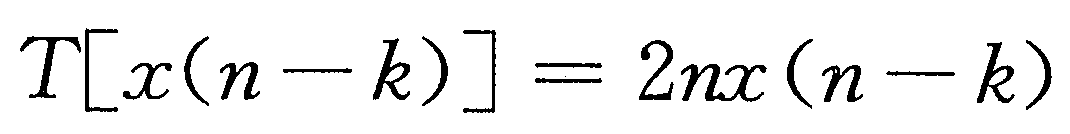 T[x(n − k)] = 2nx(n − k)